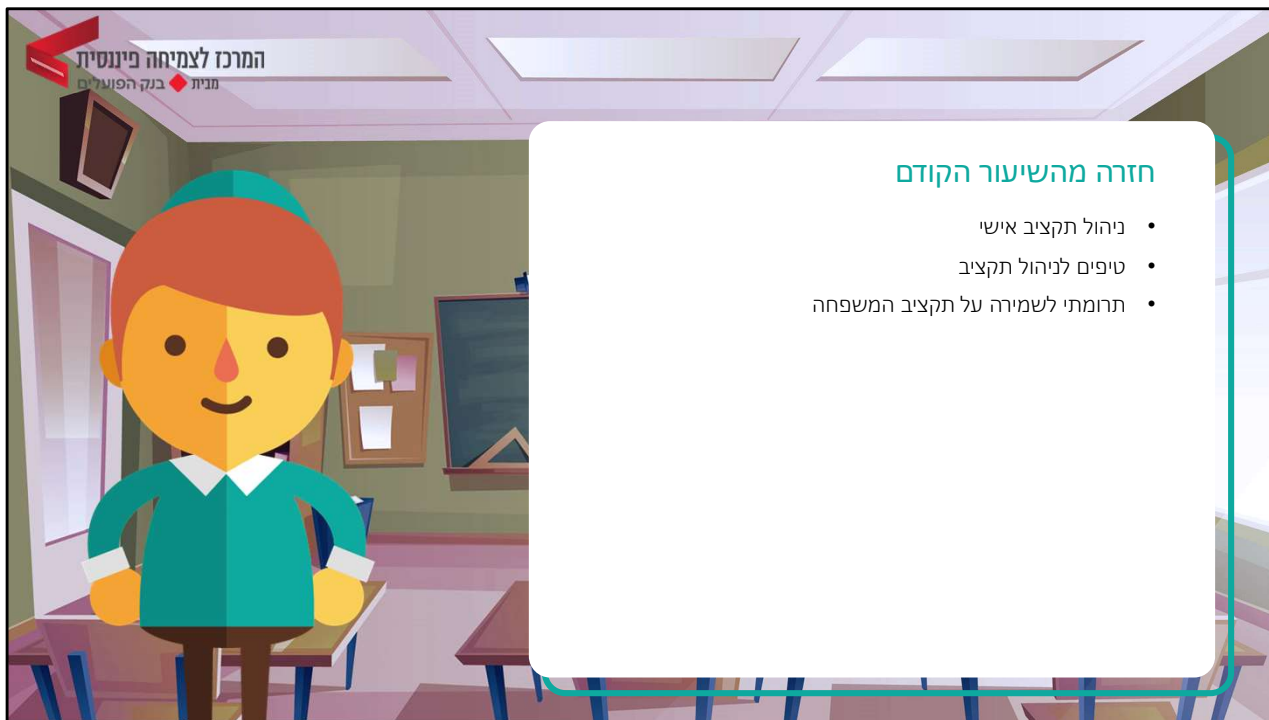 המרכז לצמיחה פיננסית
מבית בנק הפועלים
חזרה מהשיעור הקודם
• ניהול תקציב אישי
• טיפים לניהול תקציב
• תרומתי לשמירה על תקציב המשפחה